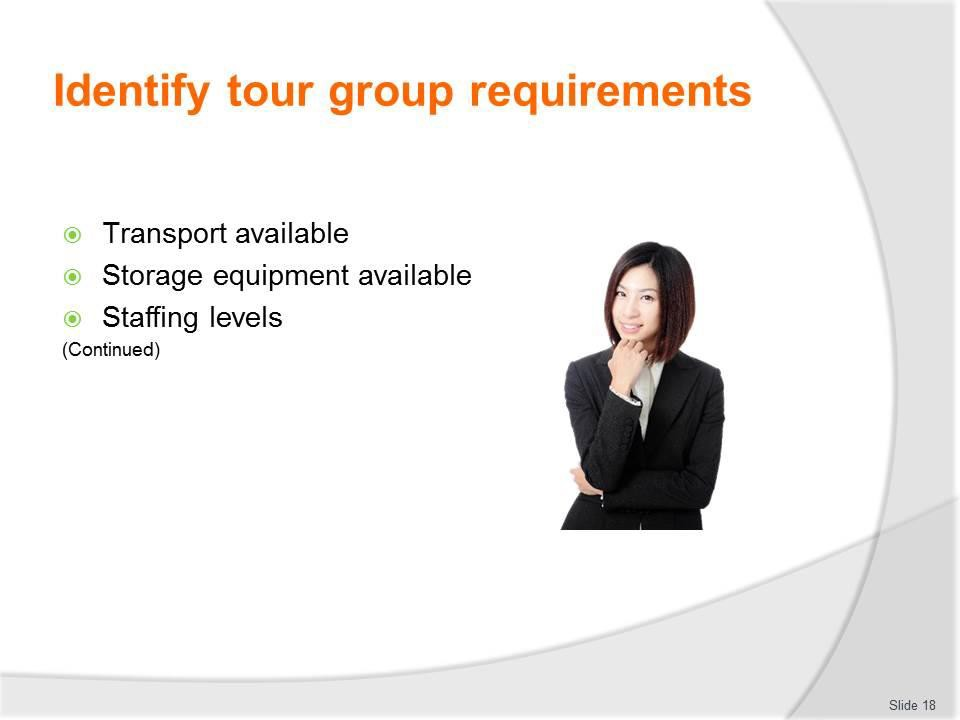 Identify tour group requirements
Transport available
Storage equipment available
Staffing levels
(Continued)
Slide 18